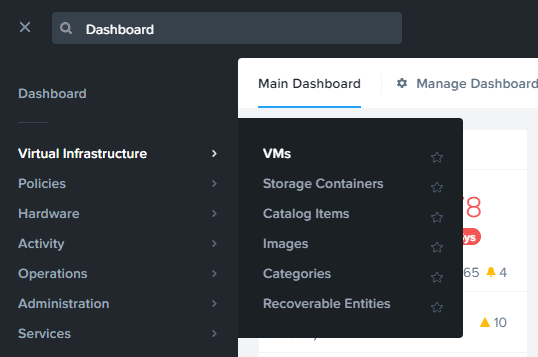 Dashboard
Dashboard
Main Dashboard
Manage Dashboard
Virtual Infrastructure
Policies
Hardware
Activity
Operations
Administration
Services
VMs
Storage Containers
Catalog Items
Images
Categories
Recoverable Entities
8
ys
65
4
10